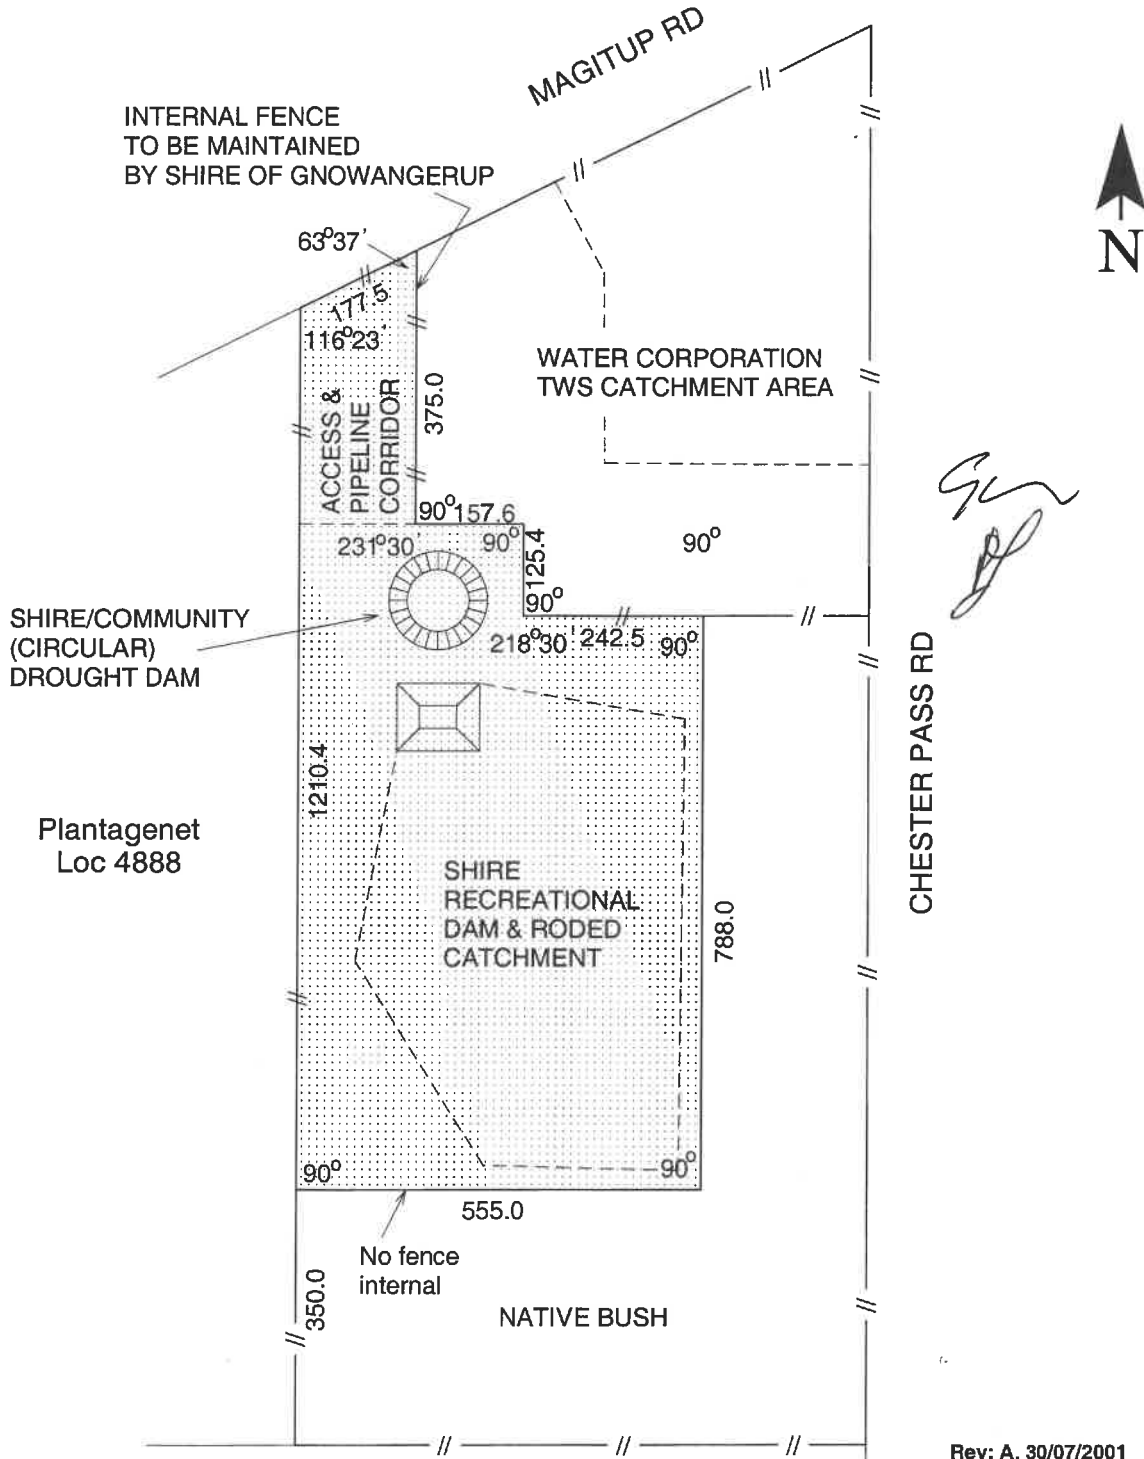 MAGITUP RD
INTERNAL FENCE
TO BE MAINTAINED
BY SHIRE OF GNOWANGERUP
N
63°37'
177.5
116°23'
WATER CORPORATION
TWS CATCHMENT AREA
ACCESS &
PIPELINE
CORRIDOR
375.0
90°
157.6
231°30'
90°
125.4
90°
90°
SHIRE/COMMUNITY
(CIRCULAR)
DROUGHT DAM
218°30'
242.5
90°
CHESTER PASS RD
1210.4
Plantagenet
Loc 4888
SHIRE
RECREATIONAL
DAM & RODED
CATCHMENT
788.0
90°
90°
555.0
No fence
internal
350.0
NATIVE BUSH
Rev: A. 30/07/2001